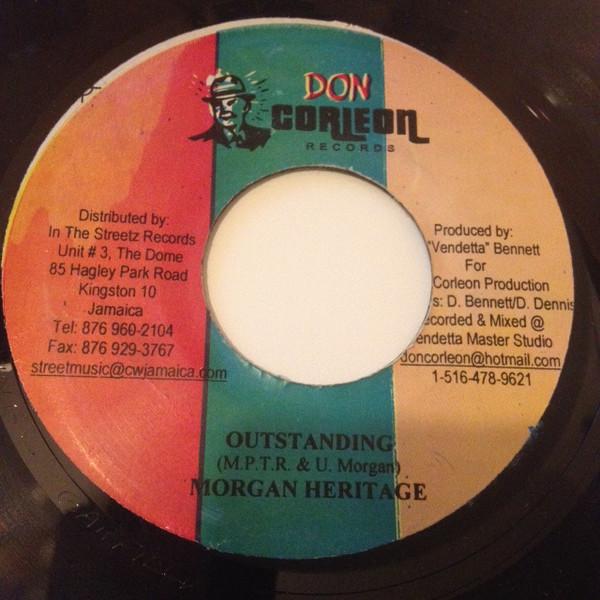 DON
CORLEON
RECORDS
Distributed by:
In The Streetz Records
Unit # 3, The Dome
85 Hagley Park Road
Kingston 10
Jamaica
Tel: 876 960-2104
Fax: 876 929-3767
streetmusic@cwjamaica.com
Produced by:
"Vendetta" Bennett
For
Corleon Production
s: D. Bennett/D. Dennis
ecorded & Mixed @
endetta Master Studio
doncorleon@hotmail.com
1-516-478-9621
OUTSTANDING
(M.P.T.R. & U. Morgan)
MORGAN HERITAGE